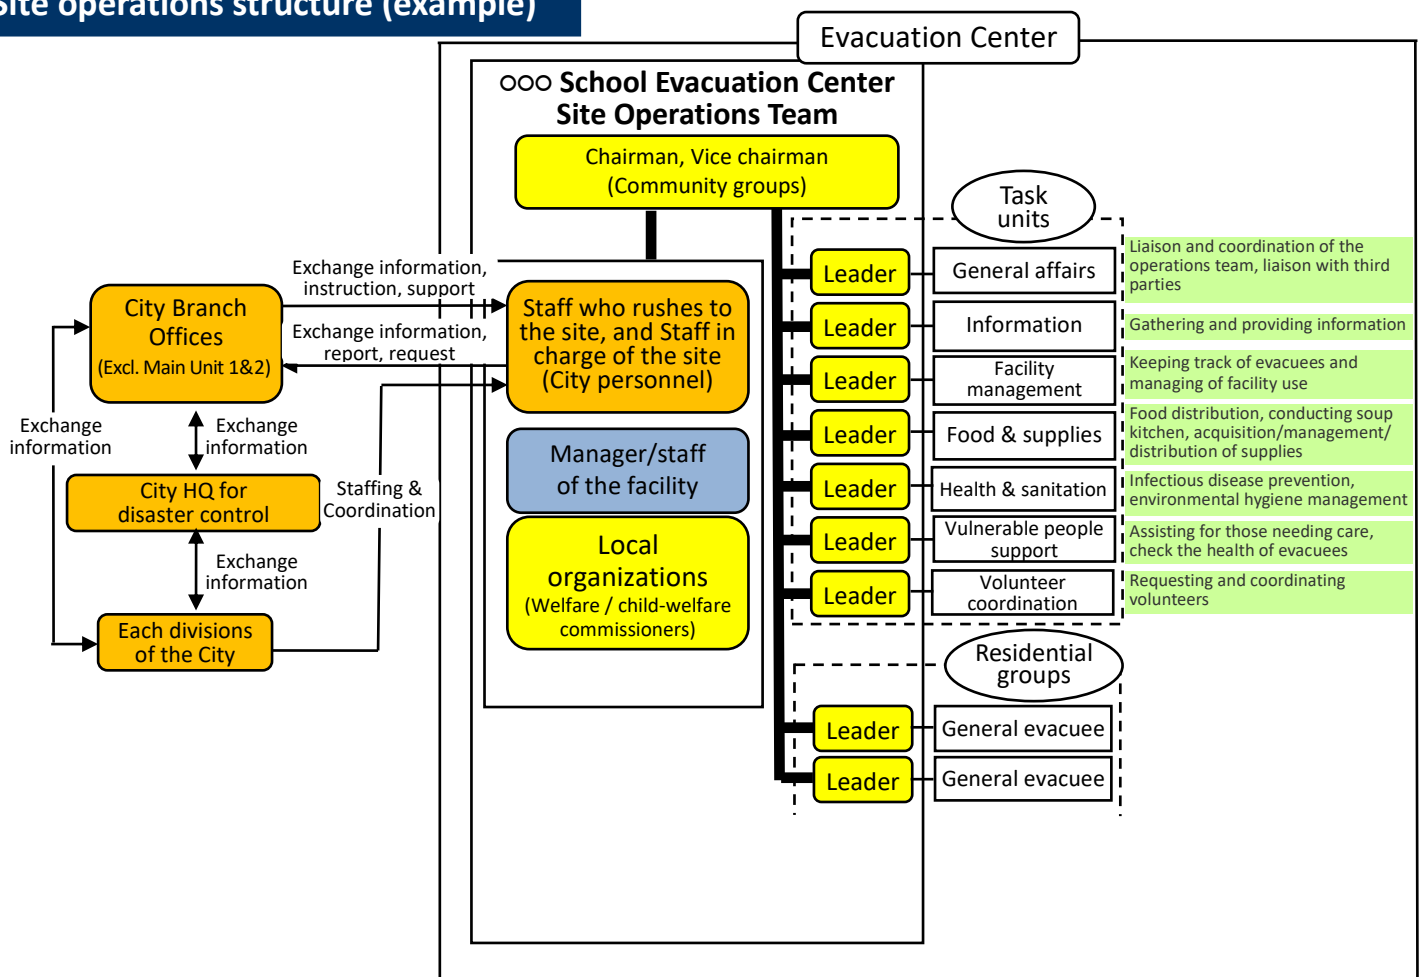 Site operations structure (example)
Evacuation Center
○○○ School Evacuation Center
Site Operations Team
Chairman, Vice chairman
(Community groups)
Task
units
Leader
General affairs
Liaison and coordination of the
operations team, liaison with third
parties
Leader
Information
Gathering and providing information
Leader
Facility
management
Keeping track of evacuees and
managing of facility use
Leader
Food & supplies
Food distribution, conducting soup
kitchen, acquisition/management/
distribution of supplies
Leader
Health & sanitation
Infectious disease prevention,
environmental hygiene management
Leader
Vulnerable people
support
Assisting for those needing care,
check the health of evacuees
Leader
Volunteer
coordination
Requesting and coordinating
volunteers
Residential
groups
Leader
General evacuee
Leader
General evacuee
Exchange information,
instruction, support
Exchange information,
report, request
City Branch
Offices
(Excl. Main Unit 1&2)
Staff who rushes to
the site, and Staff in
charge of the site
(City personnel)
Manager/staff
of the facility
Local
organizations
(Welfare / child-welfare
commissioners)
Exchange
information
Exchange
information
City HQ for
disaster control
Staffing &
Coordination
Exchange
information
Each divisions
of the City